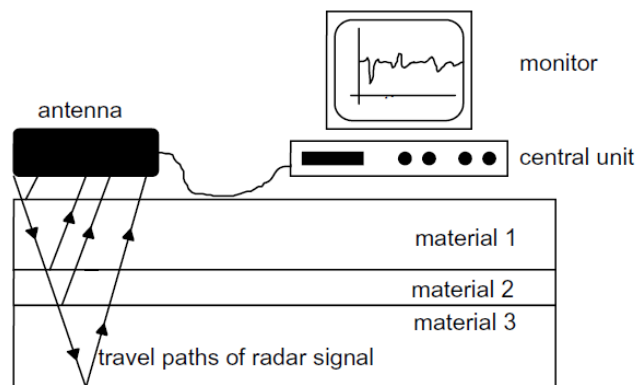 monitor
antenna
central unit
material 1
material 2
material 3
travel paths of radar signal